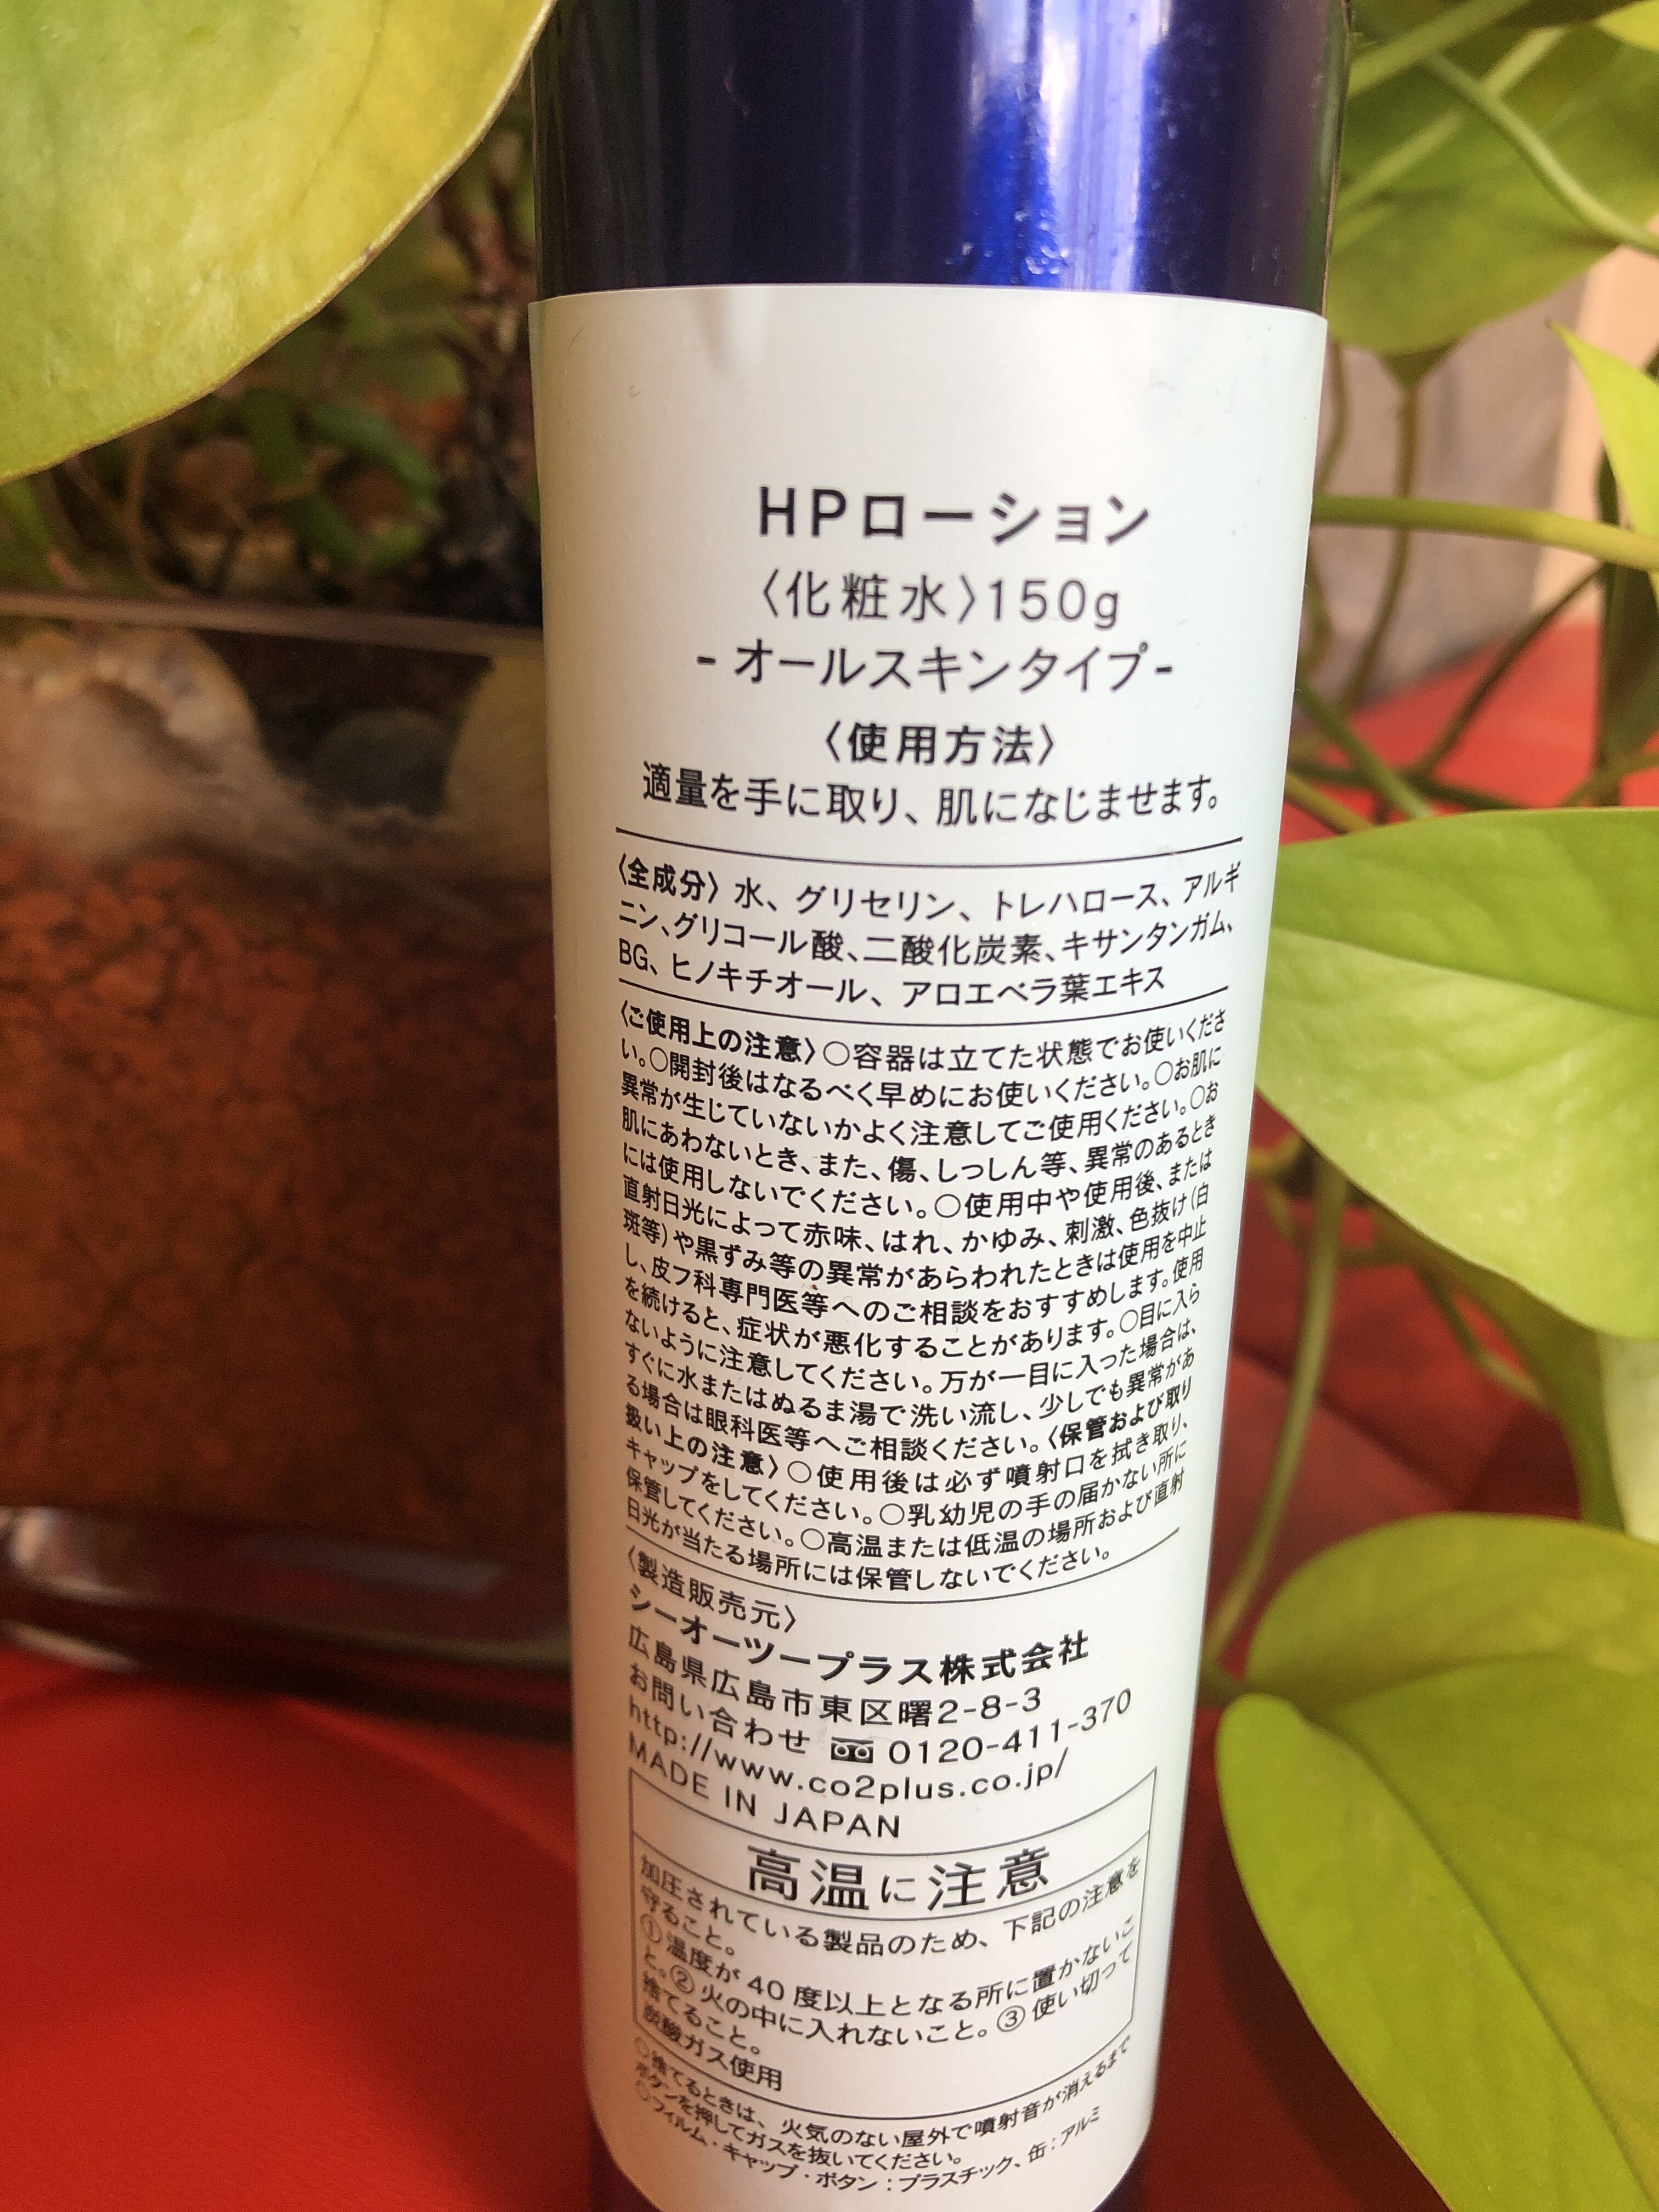 HPローション
〈化粧水〉150g
- オールスキンタイプ -
〈使用方法〉
適量を手に取り、肌になじませます。
〈全成分〉 水、グリセリン、トレハロース、アルギ
ニン、グリコール酸、二酸化炭素、キサンタンガム、
BG、ヒノキチオール、アロエベラ葉エキス
〈ご使用上の注意〉○容器は立てた状態でお使いくださ
い。○開封後はなるべく早めにお使いください。○お肌に
異常が生じていないかよく注意してご使用ください。○お
肌にあわないとき、また、傷、しっしん等、異常のあるとき
には使用しないでください。○使用中や使用後、または
直射日光によって赤味、はれ、かゆみ、刺激、色抜け(白
斑等)や黒ずみ等の異常があらわれたときは使用を中止
し、皮フ科専門医等へのご相談をおすすめします。使用
を続けると、症状が悪化することがあります。○目に入ら
ないように注意してください。万が一目に入った場合は、
すぐに水またはぬるま湯で洗い流し、少しでも異常があ
る場合は眼科医等へご相談ください。〈保管および取り
扱い上の注意〉○使用後は必ず噴射口を拭き取り、
キャップをしてください。○乳幼児の手の届かない所に
保管してください。○高温または低温の場所および直射
日光が当たる場所には保管しないでください。
〈製造販売元〉
シーオーツープラス株式会社
広島県広島市東区曙2-8-3
お問い合わせ 0120-411-370
http://www.co2plus.co.jp/
MADE IN JAPAN
高温に注意
加圧されている製品のため、下記の注意を
守ること。
① 温度が 40 度以上となる所に置かないこ
と。② 火の中に入れないこと。③ 使い切って
捨てること。
炭酸ガス使用
○捨てるときは、火気のない屋外で噴射音が消えるまで
ボタンを押してガスを抜いてください。
○フィルム・キャップ・ボタン：プラスチック、缶：アルミ